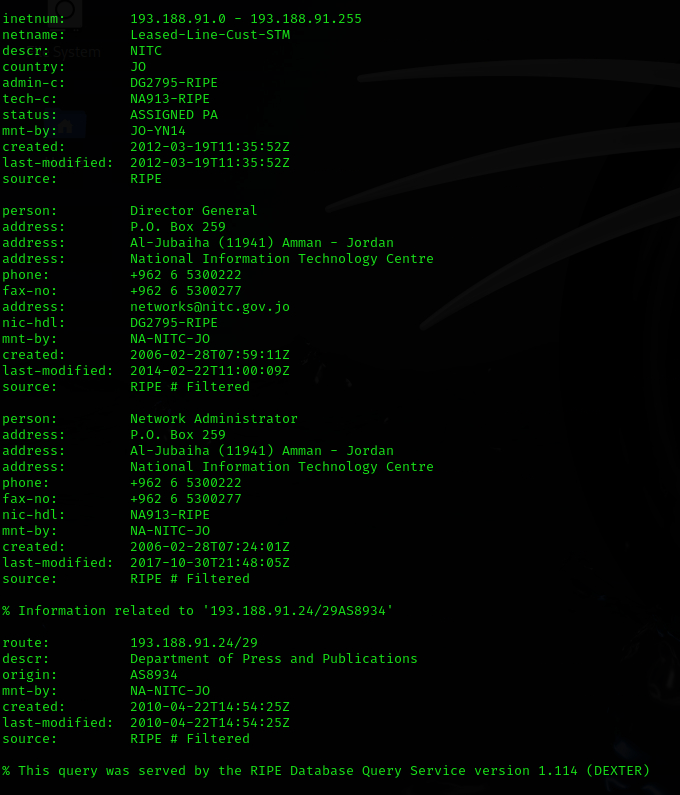 inetnum:        193.188.91.0 - 193.188.91.255
netname:        Leased-Line-Cust-STM
descr:          NITC
country:        JO
admin-c:        DG2795-RIPE
tech-c:         NA913-RIPE
status:         ASSIGNED PA
mnt-by:         JO-YN14
created:        2012-03-19T11:35:52Z
last-modified:  2012-03-19T11:35:52Z
source:         RIPE

person:         Director General
address:        P.O. Box 259
address:        Al-Jubaiha (11941) Amman - Jordan
address:        National Information Technology Centre
phone:          +962 6 5300222
fax-no:         +962 6 5300277
address:        networks@nitc.gov.jo
nic-hdl:        DG2795-RIPE
mnt-by:         NA-NITC-JO
created:        2006-02-28T07:59:11Z
last-modified:  2014-02-22T11:00:09Z
source:         RIPE # Filtered

person:         Network Administrator
address:        P.O. Box 259
address:        Al-Jubaiha (11941) Amman - Jordan
address:        National Information Technology Centre
phone:          +962 6 5300222
fax-no:         +962 6 5300277
nic-hdl:        NA913-RIPE
mnt-by:         NA-NITC-JO
created:        2006-02-28T07:24:01Z
last-modified:  2017-10-30T21:48:05Z
source:         RIPE # Filtered

% Information related to '193.188.91.24/29AS8934'

route:          193.188.91.24/29
descr:          Department of Press and Publications
origin:         AS8934
mnt-by:         NA-NITC-JO
created:        2010-04-22T14:54:25Z
last-modified:  2010-04-22T14:54:25Z
source:         RIPE # Filtered

% This query was served by the RIPE Database Query Service version 1.114 (DEXTER)
System